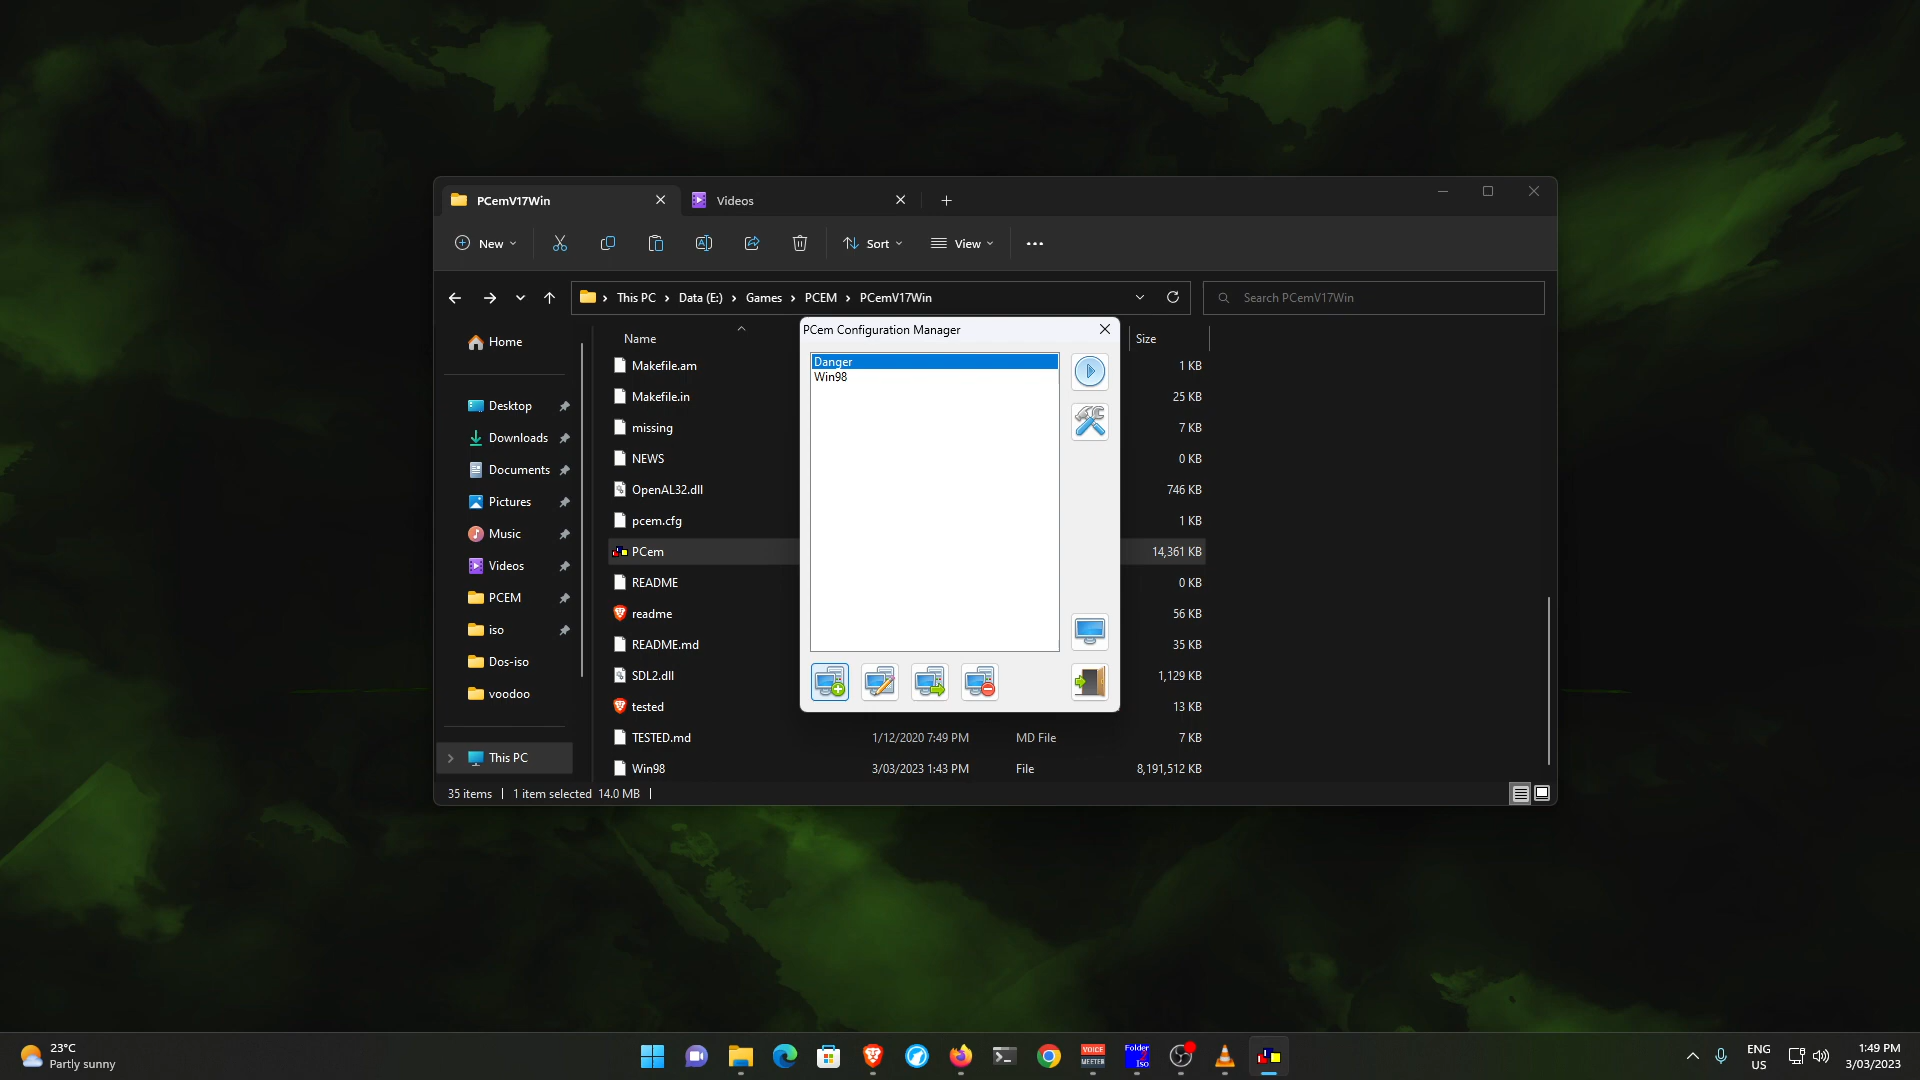 PCemV17Win
Videos
New
Sort
View
This PC
Data (E:)
Games
PCEM
PCemV17Win
Search PCemV17Win
Home
Desktop
Downloads
Documents
Pictures
Music
Videos
PCEM
iso
Dos-iso
voodoo
This PC
Name
Size
Makefile.am
1 KB
Makefile.in
25 KB
missing
7 KB
NEWS
0 KB
OpenAL32.dll
746 KB
pcem.cfg
1 KB
PCem
14,361 KB
README
0 KB
readme
56 KB
README.md
35 KB
SDL2.dll
1,129 KB
tested
13 KB
TESTED.md
1/12/2020 7:49 PM
MD File
7 KB
Win98
3/03/2023 1:43 PM
File
8,191,512 KB
PCem Configuration Manager
Danger
Win98
35 items
1 item selected 14.0 MB
23°C
Partly sunny
VOICE
MEETER
Folder
2
Iso
ENG
US
1:49 PM
3/03/2023